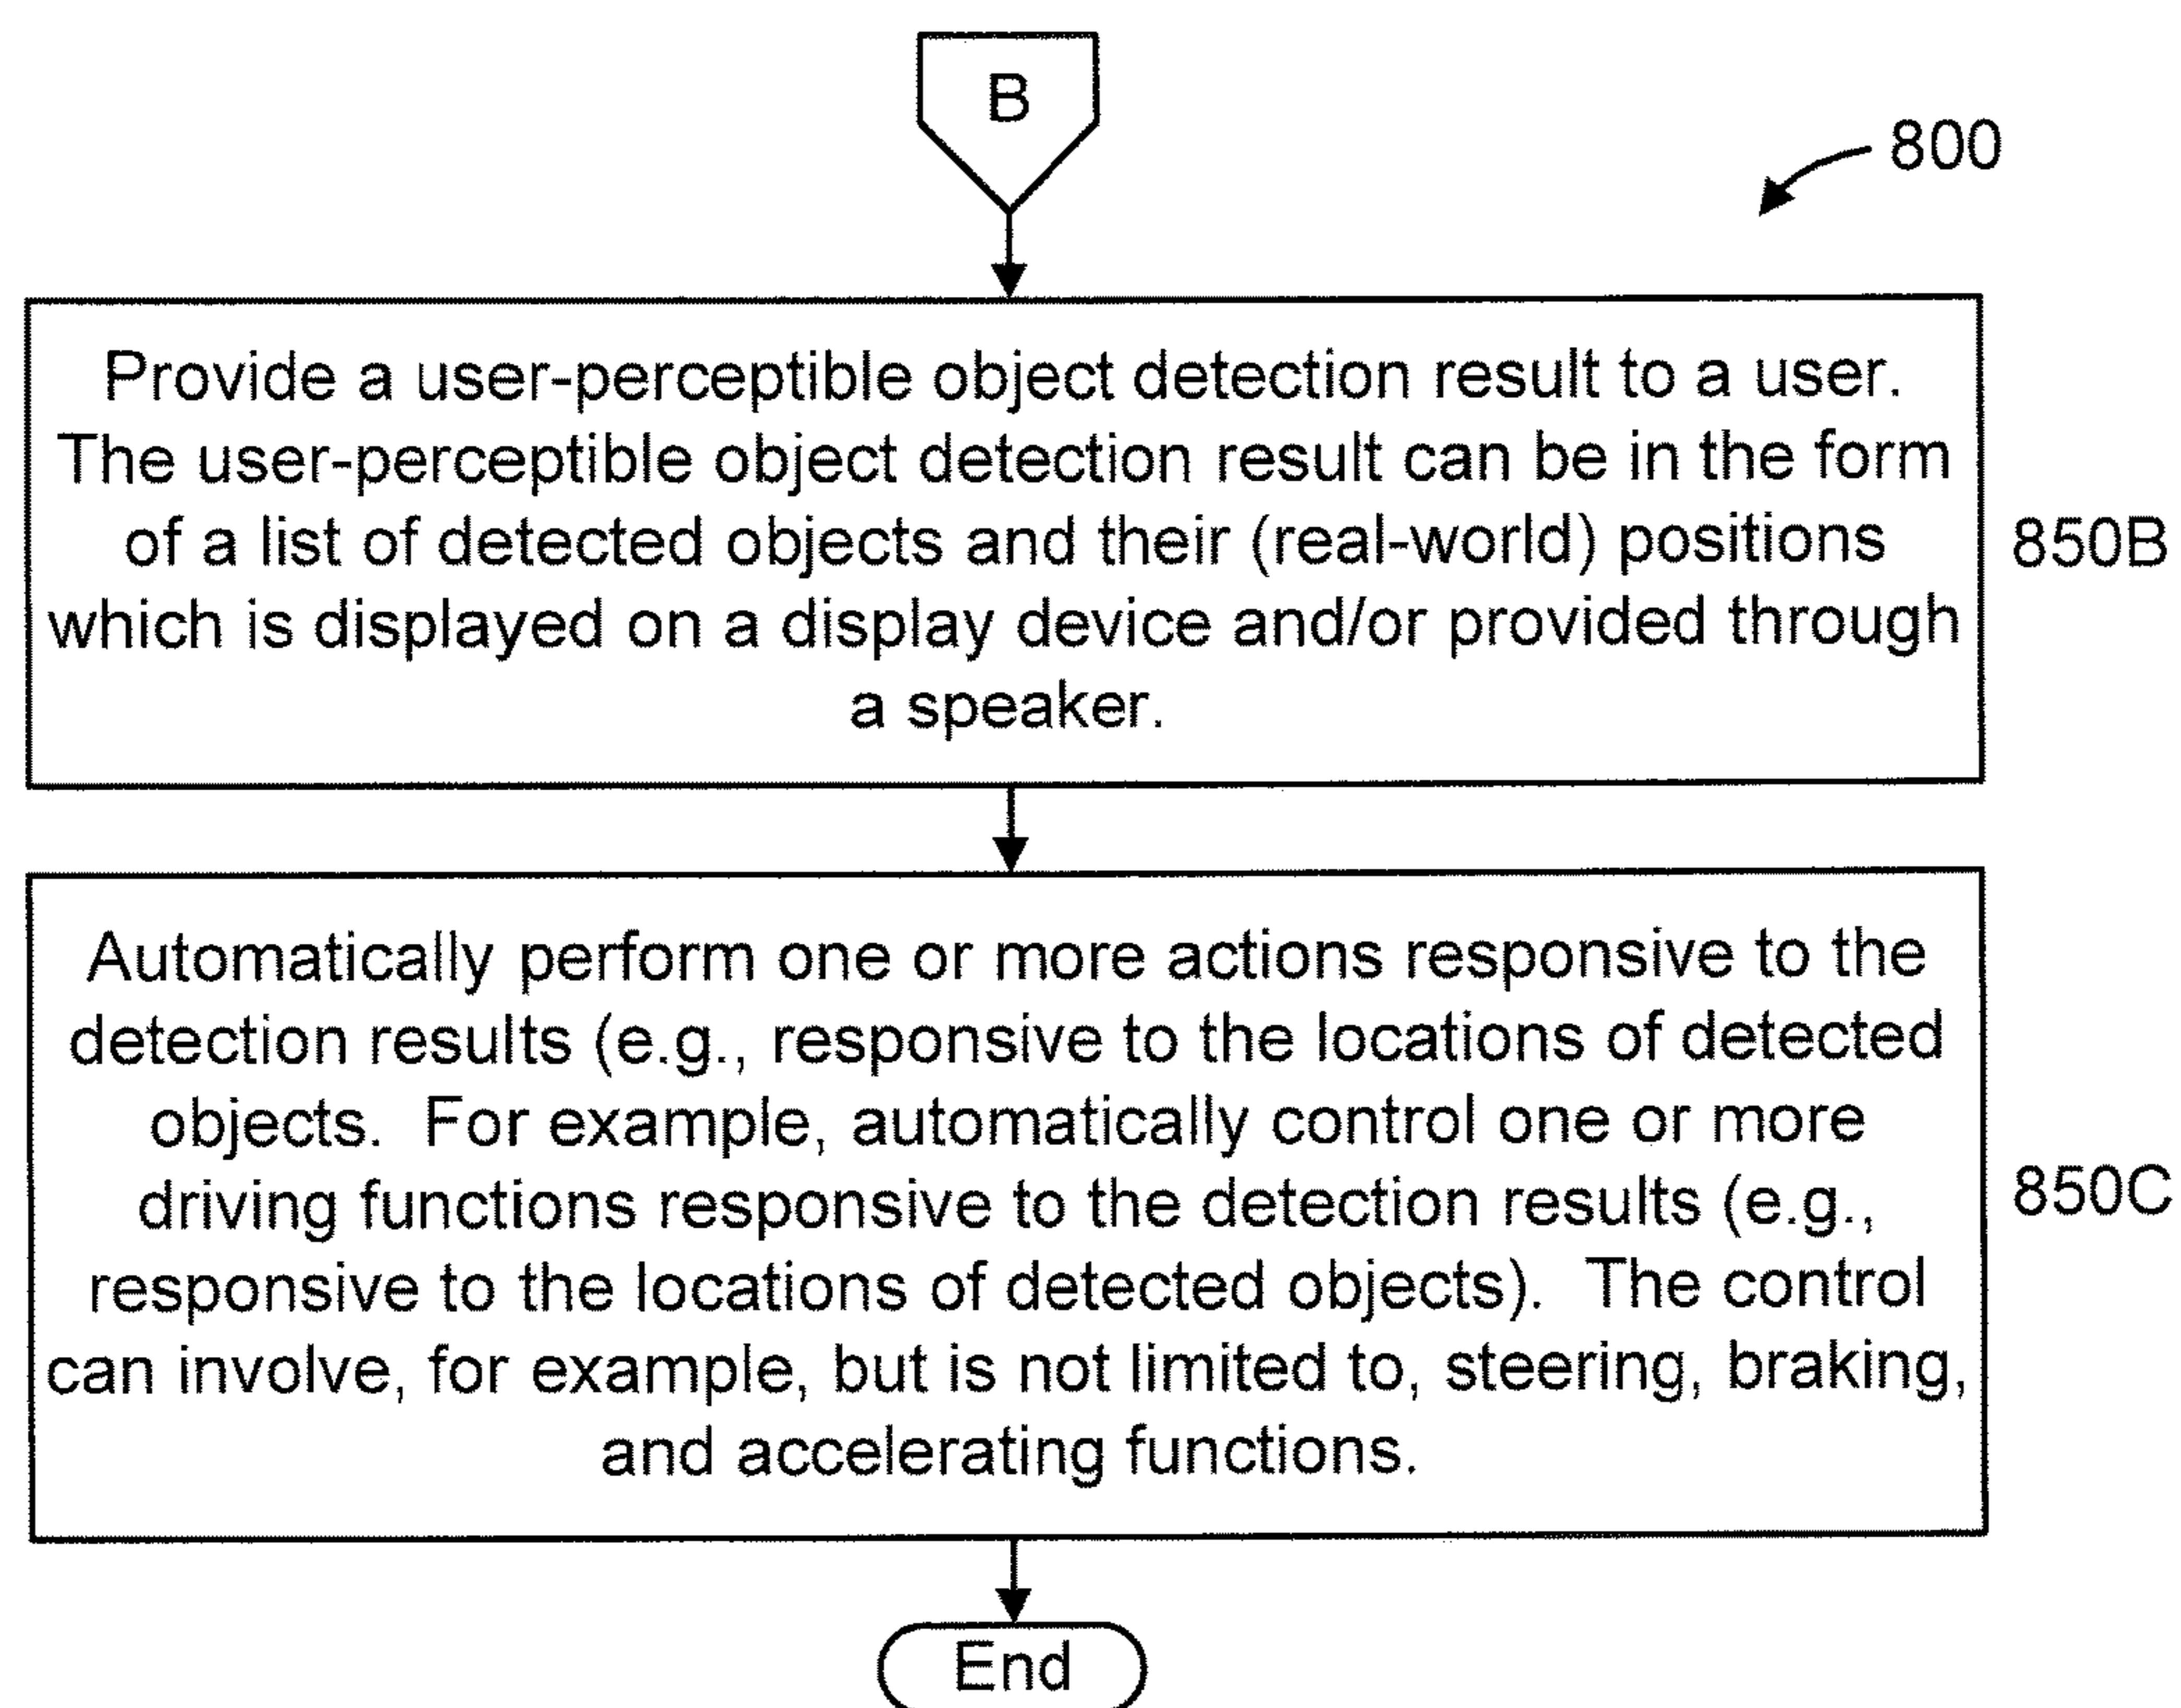 B
800
Provide a user-perceptible object detection result to a user.
The user-perceptible object detection result can be in the form
of a list of detected objects and their (real-world) positions
which is displayed on a display device and/or provided through
a speaker.
850B
Automatically perform one or more actions responsive to the
detection results (e.g., responsive to the locations of detected
objects. For example, automatically control one or more
driving functions responsive to the detection results (e.g.,
responsive to the locations of detected objects). The control
can involve, for example, but is not limited to, steering, braking,
and accelerating functions.
850C
End